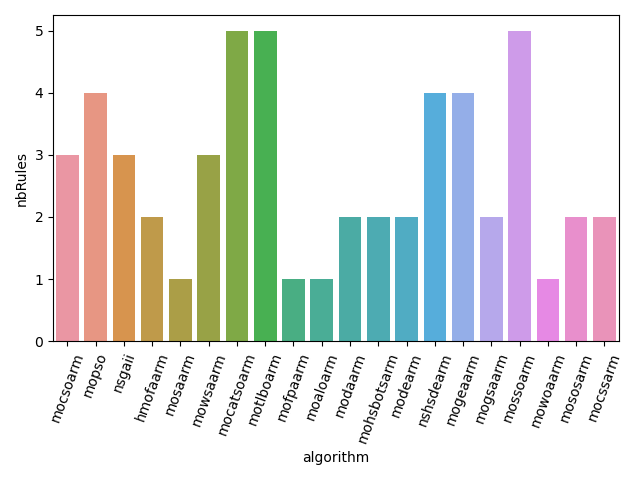 nbRules
5
4
3
2
1
0
mocsoarm
mopso
nsgaii
hmofaarm
mosaarm
mowsaarm
mocatsoarm
motlboarm
mofpaarm
moaloarm
modaarm
mohsbotsarm
modearm
nshsdearm
mogeaarm
mogsaarm
mossoarm
mowoaarm
mososarm
mocssarm
algorithm